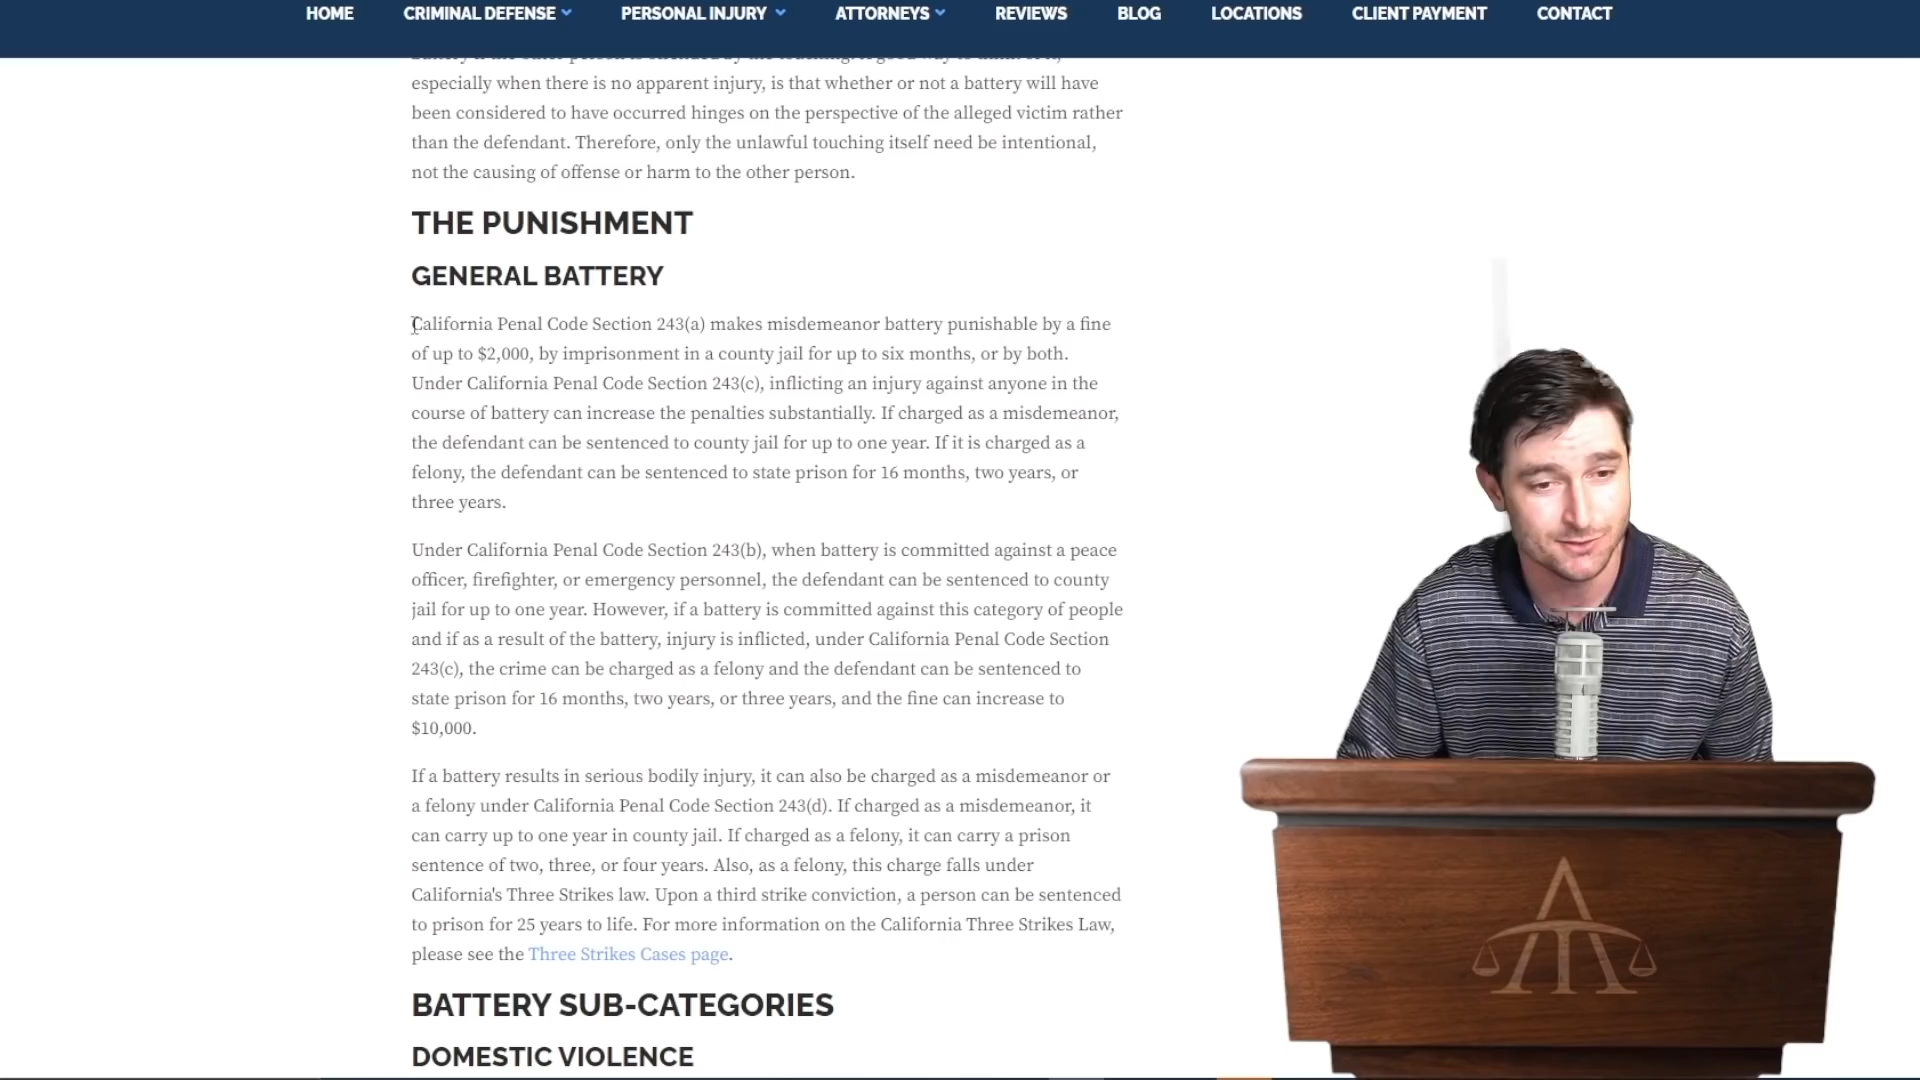 HOME CRIMINAL DEFENSE PERSONAL INJURY ATTORNEYS REVIEWS BLOG LOCATIONS CLIENT PAYMENT CONTACT
especially when there is no apparent injury, is that whether or not a battery will have
been considered to have occurred hinges on the perspective of the alleged victim rather
than the defendant. Therefore, only the unlawful touching itself need be intentional,
not the causing of offense or harm to the other person.
THE PUNISHMENT
GENERAL BATTERY
California Penal Code Section 243(a) makes misdemeanor battery punishable by a fine
of up to $2,000, by imprisonment in a county jail for up to six months, or by both.
Under California Penal Code Section 243(c), inflicting an injury against anyone in the
course of battery can increase the penalties substantially. If charged as a misdemeanor,
the defendant can be sentenced to county jail for up to one year. If it is charged as a
felony, the defendant can be sentenced to state prison for 16 months, two years, or
three years.
Under California Penal Code Section 243(b), when battery is committed against a peace
officer, firefighter, or emergency personnel, the defendant can be sentenced to county
jail for up to one year. However, if a battery is committed against this category of people
and if as a result of the battery, injury is inflicted, under California Penal Code Section
243(c), the crime can be charged as a felony and the defendant can be sentenced to
state prison for 16 months, two years, or three years, and the fine can increase to
$10,000.
If a battery results in serious bodily injury, it can also be charged as a misdemeanor or
a felony under California Penal Code Section 243(d). If charged as a misdemeanor, it
can carry up to one year in county jail. If charged as a felony, it can carry a prison
sentence of two, three, or four years. Also, as a felony, this charge falls under
California's Three Strikes law. Upon a third strike conviction, a person can be sentenced
to prison for 25 years to life. For more information on the California Three Strikes Law,
please see the Three Strikes Cases page.
BATTERY SUB-CATEGORIES
DOMESTIC VIOLENCE